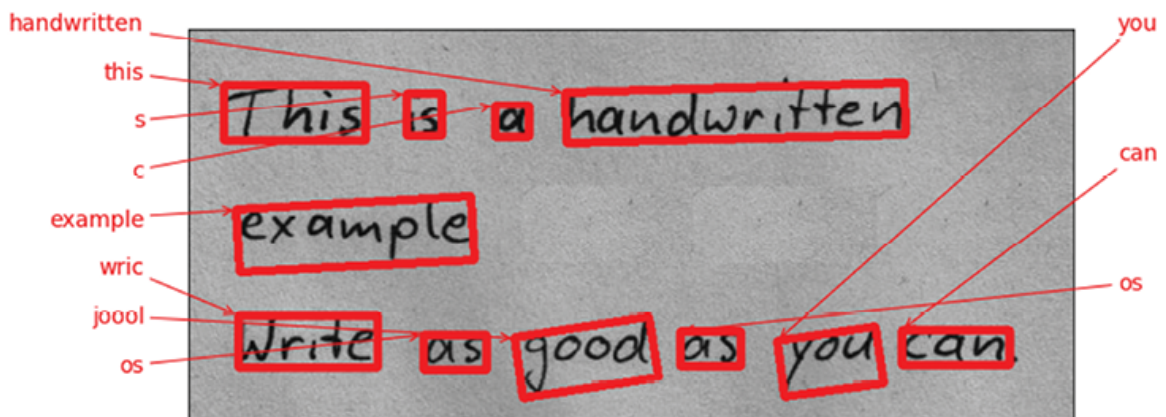 handwritten
this
s
c
example
wric
joool
os
This is a handwritten
example
Write as good as you can.
you
can
os